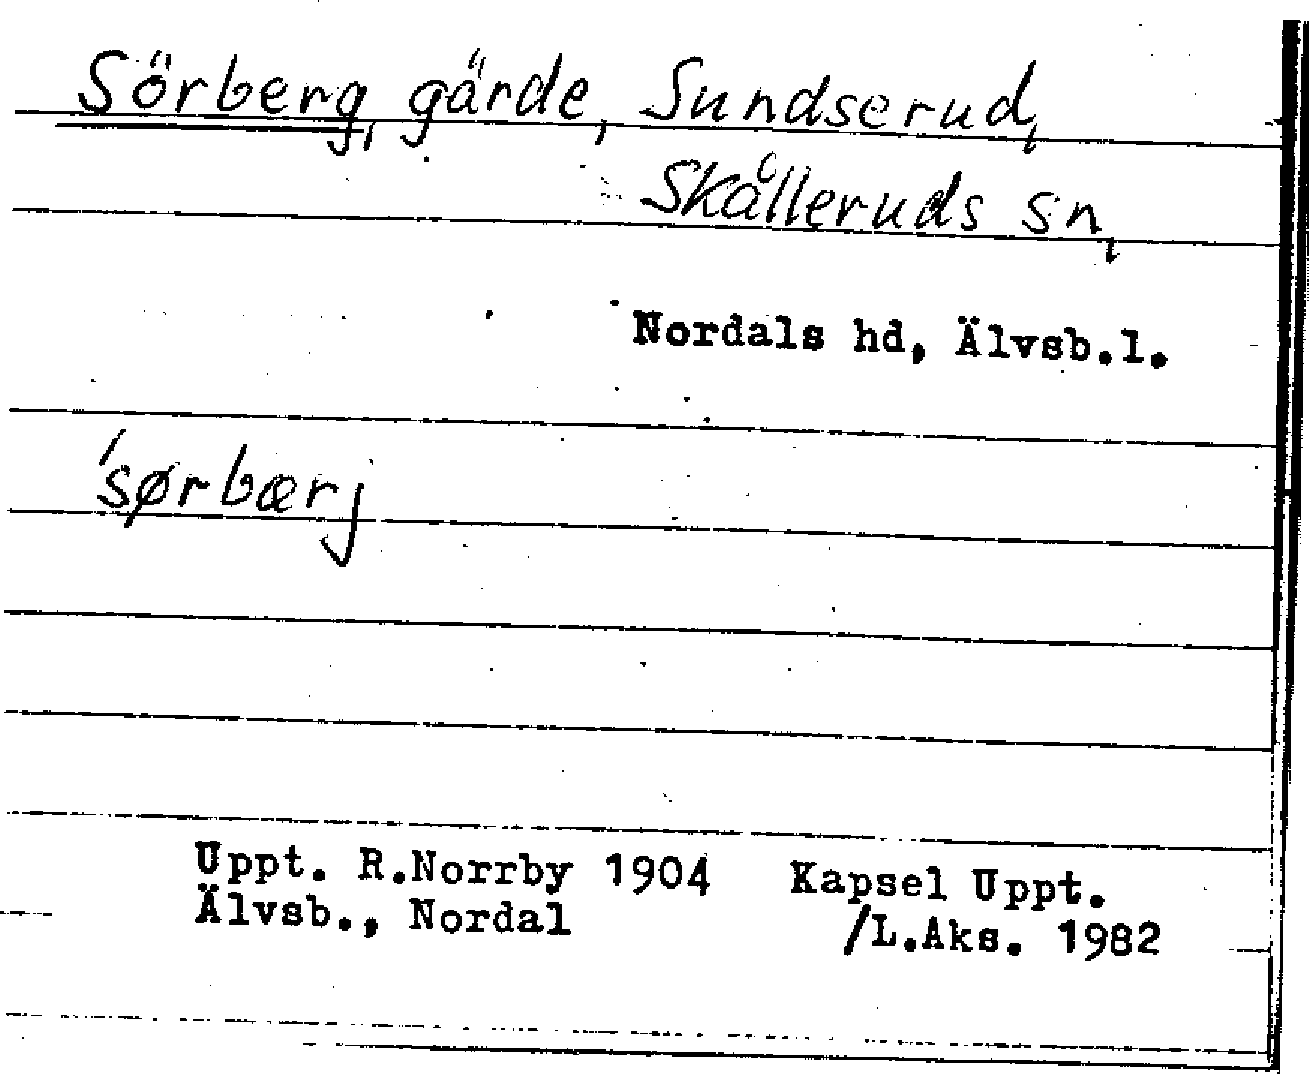 Sörberg, gärde, Sundserud,
Skålleruds sn,
Nordals hd, Älvsb.l.
'sørbærj
Uppt. R.Norrby 1904 Kapsel Uppt.
Älvsb., Nordal /L.Aks. 1982